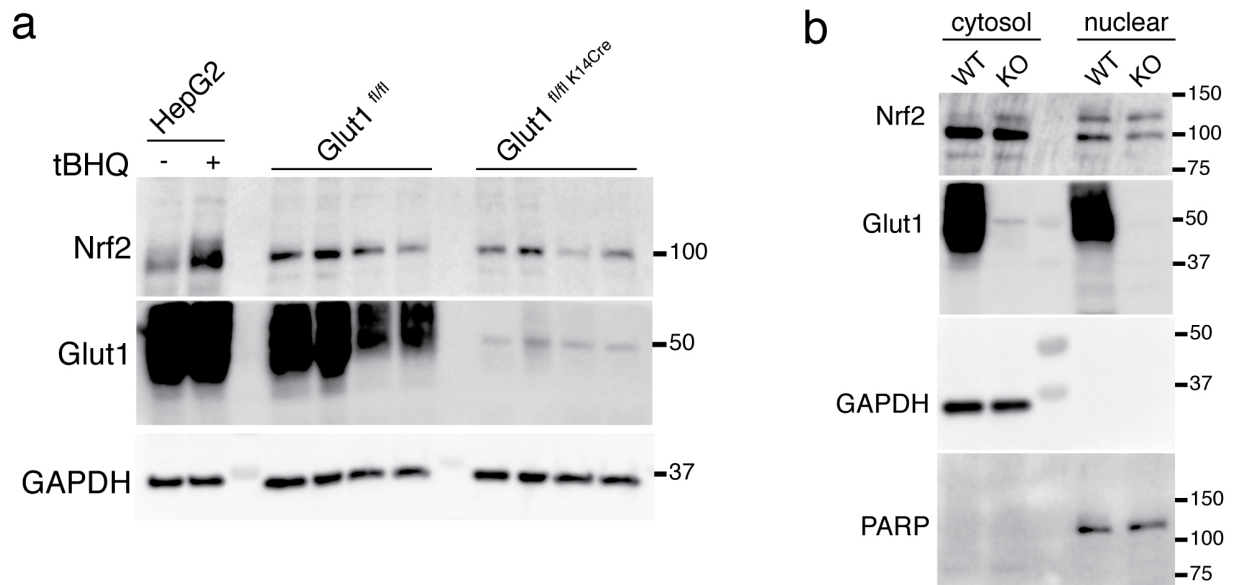 a
HepG2
Glut1 fl/fl
Glut1 fl/fl K14Cre
tBHQ - +
Nrf2
100
Glut1
50
GAPDH
37
b
cytosol nuclear
WT KO WT KO
Nrf2
150
100
75
Glut1
50
37
GAPDH
50
37
PARP
150
100
75